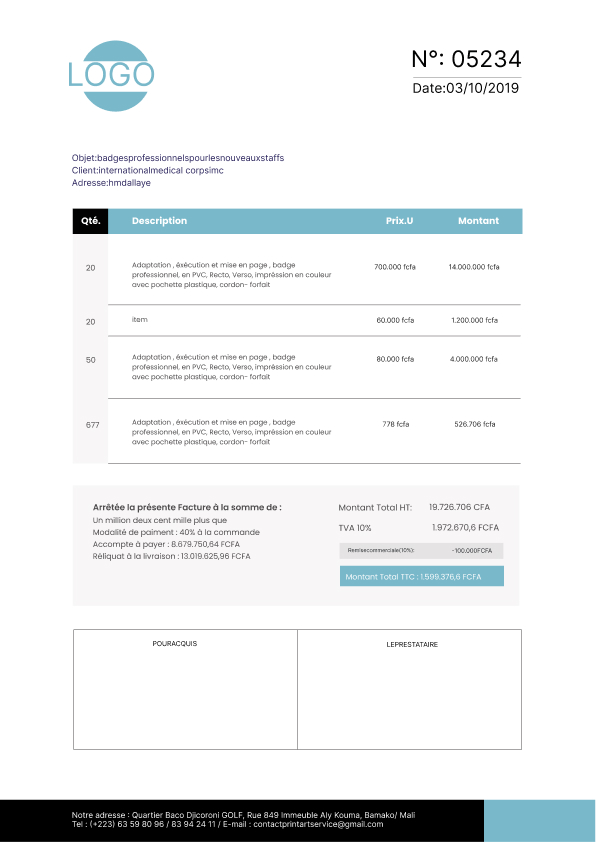 LOGO
N°: 05234
Date:03/10/2019
Objet:badgesprofessionnelspourlesnouveauxstaffs
Client:internationalmedical corpsimc
Adresse:hmdallaye
Qté. Description Prix.U Montant
20 Adaptation , éxécution et mise en page , badge 700.000 fcfa 14.000.000 fcfa
professionnel, en PVC, Recto, Verso, impréssion en couleur
avec pochette plastique, cordon- forfait
20 item 60.000 fcfa 1.200.000 fcfa
50 Adaptation , éxécution et mise en page , badge 80.000 fcfa 4.000.000 fcfa
professionnel, en PVC, Recto, Verso, impréssion en couleur
avec pochette plastique, cordon- forfait
677 Adaptation , éxécution et mise en page , badge 778 fcfa 526.706 fcfa
professionnel, en PVC, Recto, Verso, impréssion en couleur
avec pochette plastique, cordon- forfait
Arrêtée la présente Facture à la somme de :
Un million deux cent mille plus que
Modalité de paiment : 40% à la commande
Accompte à payer : 8.679.750,64 FCFA
Réliquat à la livraison : 13.019.625,96 FCFA
Montant Total HT: 19.726.706 CFA
TVA 10% 1.972.670,6 FCFA
Remisecommerciale(10%): -100.000FCFA
Montant Total TTC : 1.599.376,6 FCFA
POURACQUIS
LEPRESTATAIRE
Notre adresse : Quartier Baco Djicoroni GOLF, Rue 849 Immeuble Aly Kouma, Bamako/ Mali
Tel : (+223) 63 59 80 96 / 83 94 24 11 / E-mail : contactprintartservice@gmail.com